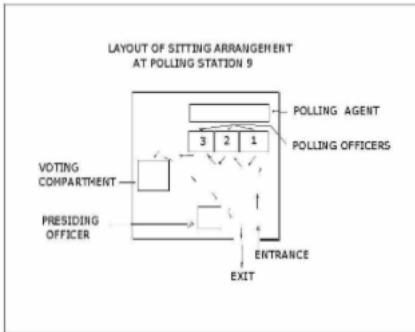 LAYOUT OF SITTING ARRANGEMENT
AT POLLING STATION 9
POLLING AGENT
3 2 1
POLLING OFFICERS
VOTING
COMPARTMENT
PRESIDING
OFFICER
ENTRANCE
EXIT